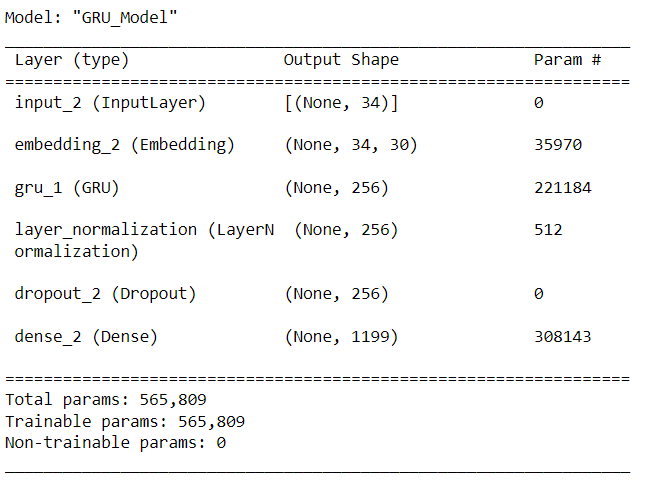 Model: "GRU_Model"
_________________________________________________________________
Layer (type) Output Shape Param #
=================================================================
input_2 (InputLayer) [(None, 34)] 0
embedding_2 (Embedding) (None, 34, 30) 35970
gru_1 (GRU) (None, 256) 221184
layer_normalization (LayerN (None, 256) 512
ormalization)
dropout_2 (Dropout) (None, 256) 0
dense_2 (Dense) (None, 1199) 308143
=================================================================
Total params: 565,809
Trainable params: 565,809
Non-trainable params: 0
_________________________________________________________________